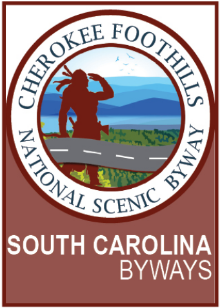 CHEROKEE FOOTHILLS
NATIONAL SCENIC BYWAY
SOUTH CAROLINA
BYWAYS